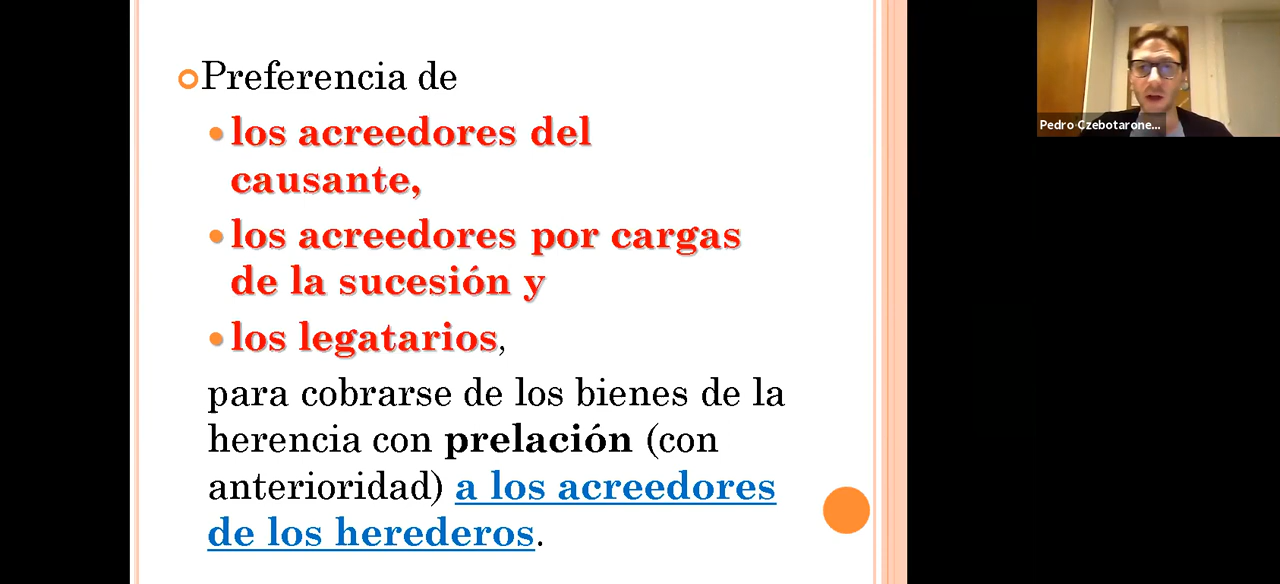 Preferencia de
los acreedores del
causante,
los acreedores por cargas
de la sucesión y
los legatarios,
para cobrarse de los bienes de la
herencia con prelación (con
anterioridad) a los acreedores
de los herederos.
Pedro Czebotarone...